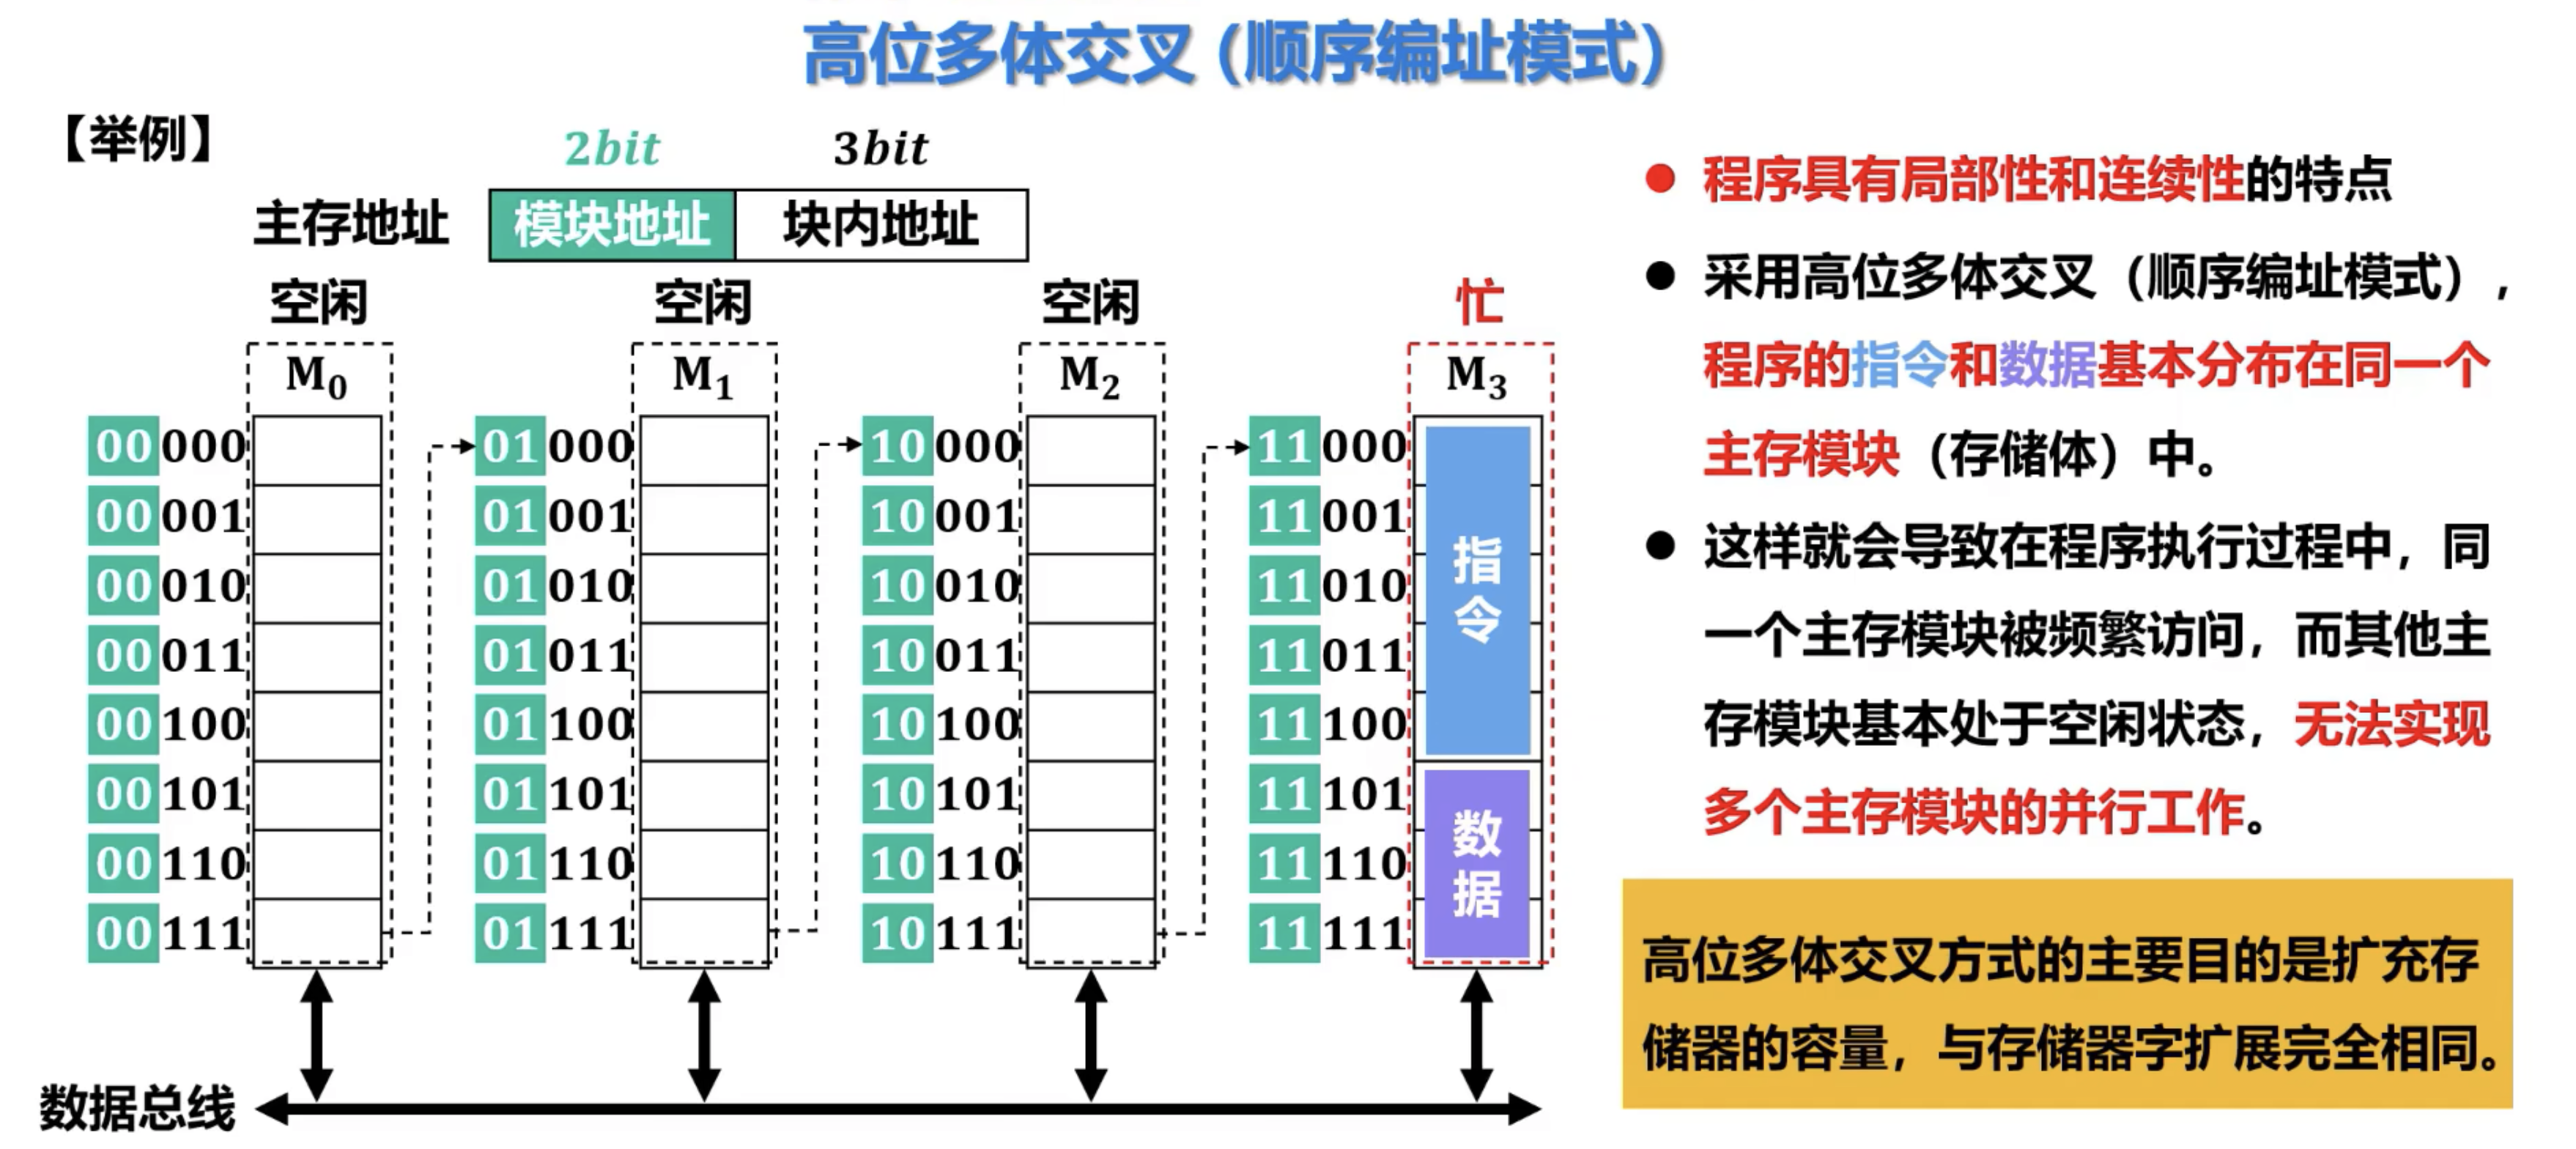 高位多体交叉（顺序编址模式）
【举例】
2bit 3bit
主存地址 模块地址 块内地址
空闲 空闲 空闲 忙
M0 M1 M2 M3
00000 01000 10000 11000
00001 01001 10001 11001
00010 01010 10010 11010
00011 01011 10011 11011
00100 01100 10100 11100
00101 01101 10101 11101
00110 01110 10110 11110
00111 01111 10111 11111
指令
数据
数据总线
● 程序具有局部性和连续性的特点
● 采用高位多体交叉（顺序编址模式），
程序的指令和数据基本分布在同一个
主存模块（存储体）中。
● 这样就会导致在程序执行过程中，同
一个主存模块被频繁访问，而其他主
存模块基本处于空闲状态，无法实现
多个主存模块的并行工作。
高位多体交叉方式的主要目的是扩充存
储器的容量，与存储器字扩展完全相同。